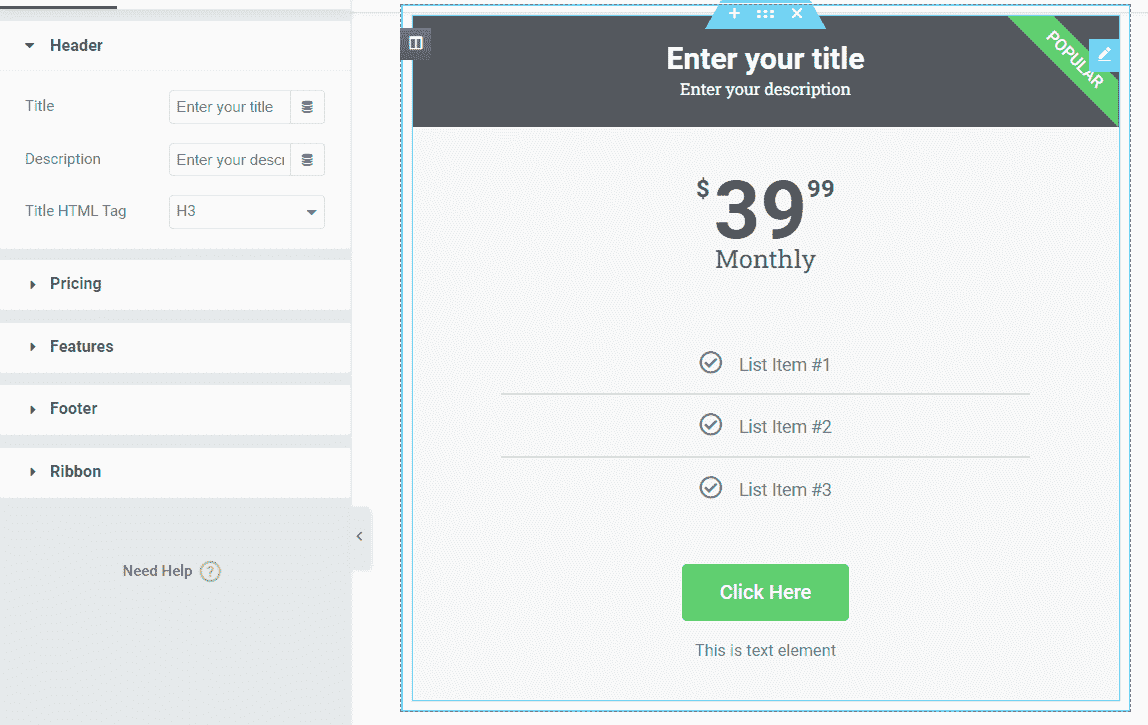 Header
Title
Enter your title
Description
Enter your descr
Title HTML Tag
H3
Pricing
Features
Footer
Ribbon
Need Help ?
Enter your title
Enter your description
POPULAR
$ 39 99
Monthly
List Item #1
List Item #2
List Item #3
Click Here
This is text element